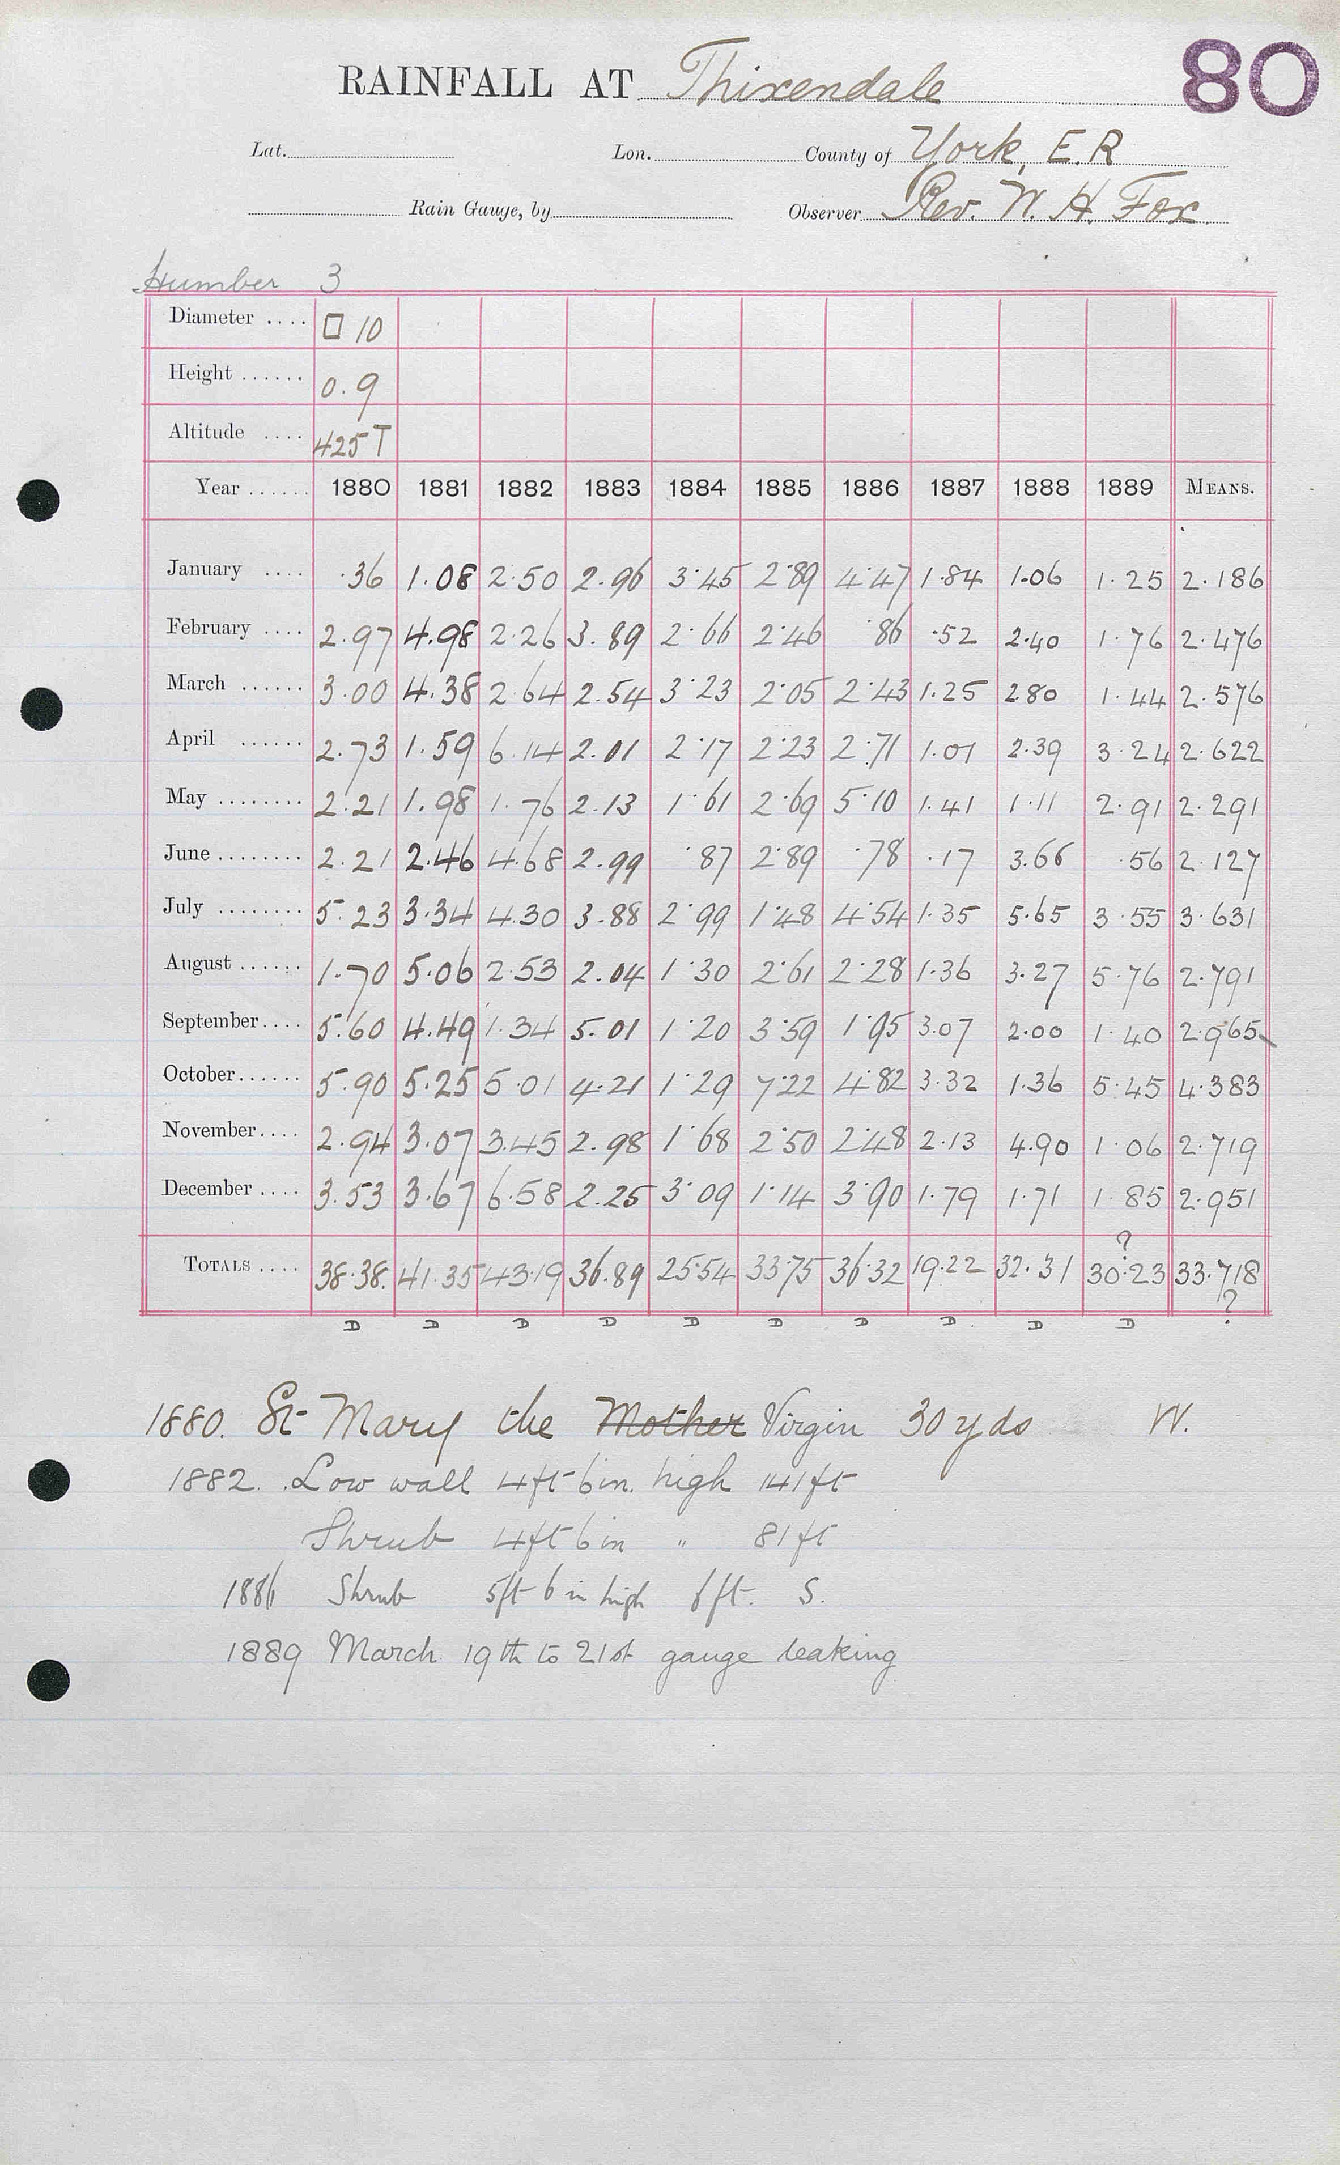 80
RAINFALL AT Thixendale
Lat. Lon. County of York, E.R
Rain Gauge, by Observer Rev. W. H. Fox.
Humber 3
Diameter .... □ 10
Height ...... 0.9
Altitude .... 425 T
Year ...... 1880 1881 1882 1883 1884 1885 1886 1887 1888 1889 MEANS.
January .... .36 1.08 2.50 2.96 3.45 2.89 4.47 1.84 1.06 1.25 2.186
February .... 2.97 4.98 2.26 3.89 2.66 2.46 .86 .52 2.40 1.76 2.476
March ...... 3.00 4.38 2.64 2.54 3.23 2.05 2.43 1.25 2.80 1.44 2.576
April ...... 2.73 1.59 6.14 2.01 2.17 2.23 2.71 1.01 2.39 3.24 2.622
May ........ 2.21 1.98 1.76 2.13 1.61 2.69 5.10 1.41 1.11 2.91 2.291
June ........ 2.21 2.46 4.68 2.99 .87 2.89 .78 .17 3.66 .56 2.127
July ........ 5.23 3.34 4.30 3.88 2.99 1.48 4.54 1.35 5.65 3.55 3.631
August ...... 1.70 5.06 2.53 2.04 1.30 2.61 2.28 1.36 3.27 5.76 2.791
September .... 5.60 4.49 1.34 5.01 1.20 3.59 1.95 3.07 2.00 1.40 2.965
October ...... 5.90 5.25 5.01 4.21 1.29 7.22 4.82 3.32 1.36 5.45 4.383
November .... 2.94 3.07 3.45 2.98 1.68 2.50 2.48 2.13 4.90 1.06 2.719
December .... 3.53 3.67 6.58 2.25 3.09 1.14 3.90 1.79 1.71 1.85 2.951
TOTALS .... 38.38. 41.35 43.19 36.89 25.54 33.75 36.32 19.22 32.31 30.23 ? 33.718 ?
D D D D D D D D D D
1880. St Mary the Mother Virgin 30 yds W.
1882. Low wall 4ft 6in. high 141ft
Shrub 4ft 6in " 81ft
1886 Shrub 5ft 6in high 6ft. S.
1889 March 19th to 21st gauge leaking